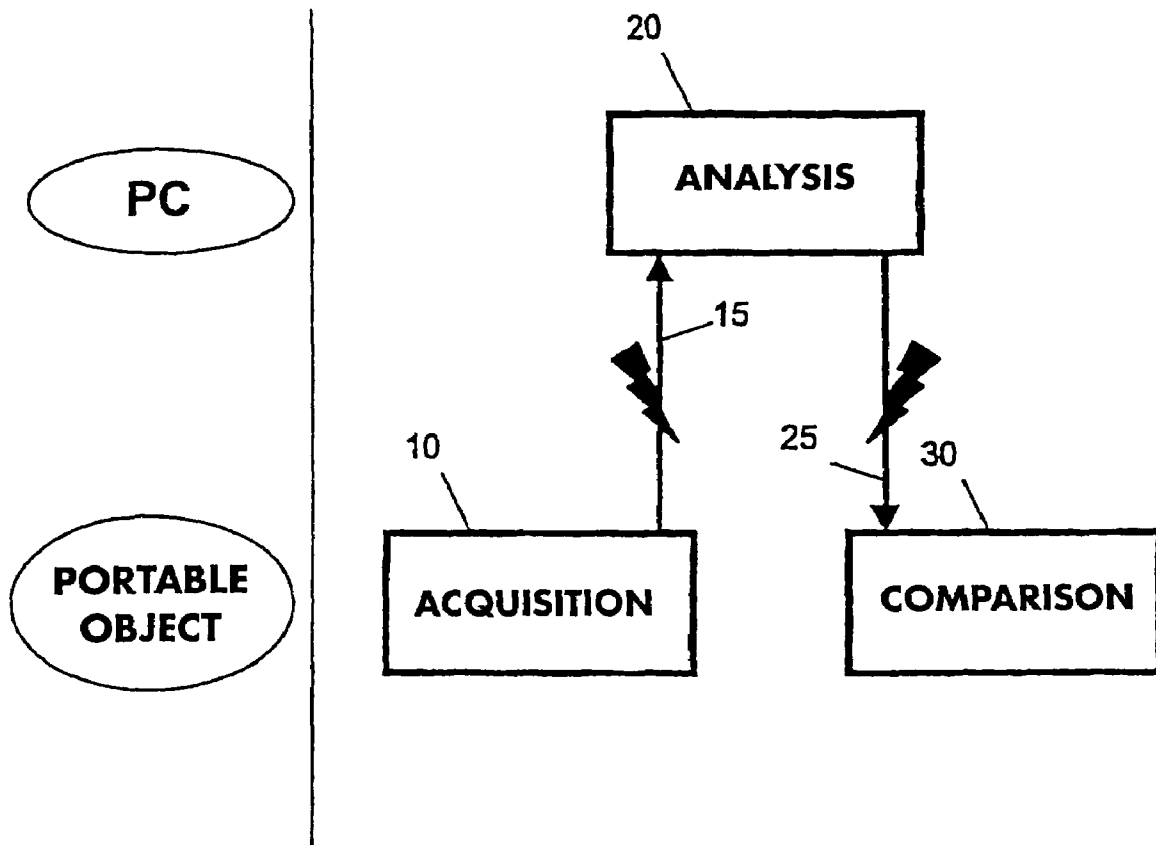 20
ANALYSIS
PC
15
10
25
30
PORTABLE
OBJECT
ACQUISITION
COMPARISON